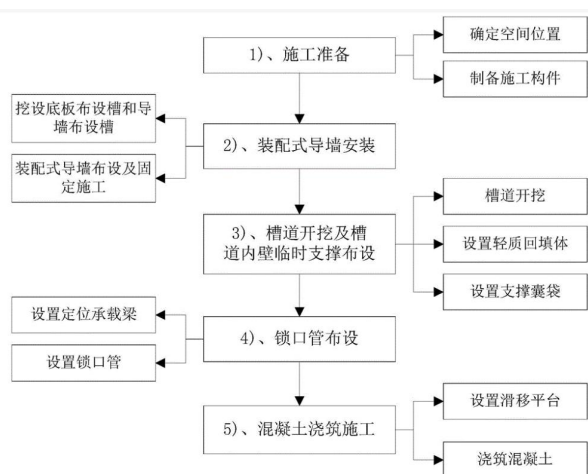 1)、施工准备
确定空间位置
制备施工构件
2)、装配式导墙安装
挖设底板布设槽和导
墙布设槽
装配式导墙布设及固
定施工
3)、槽道开挖及槽
道内壁临时支撑布设
槽道开挖
设置轻质回填体
设置支撑囊袋
4)、锁口管布设
设置定位承载梁
设置锁口管
5)、混凝土浇筑施工
设置滑移平台
浇筑混凝土